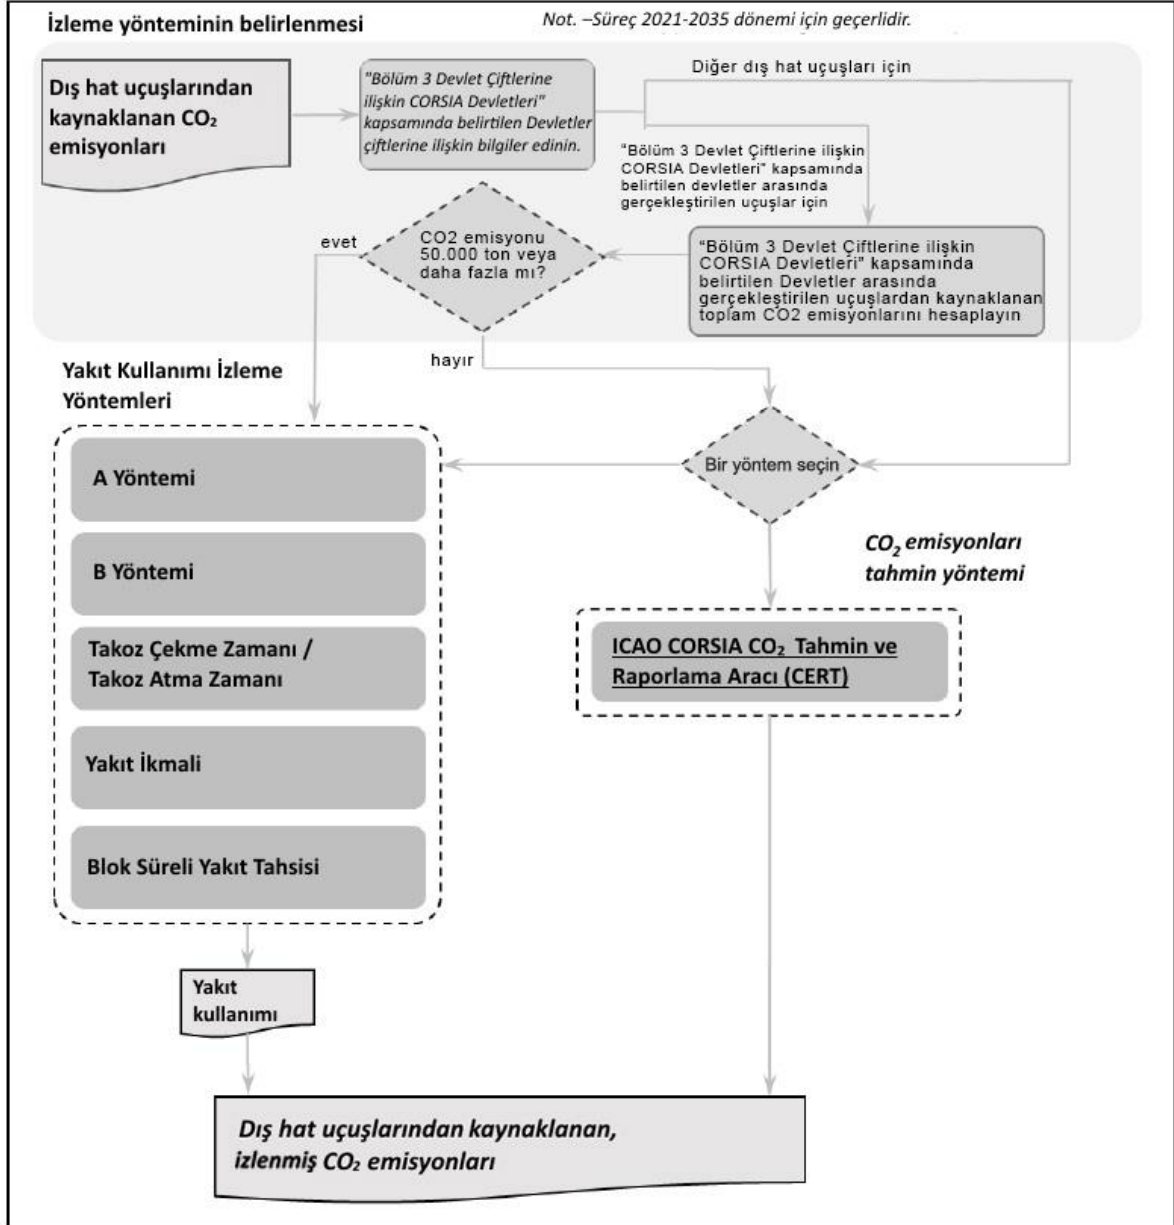 İzleme yönteminin belirlenmesi
Not. –Süreç 2021-2035 dönemi için geçerlidir.
Dış hat uçuşlarından
kaynaklanan CO₂
emisyonları
"Bölüm 3 Devlet Çiftlerine
ilişkin CORSIA Devletleri"
kapsamında belirtilen Devletler
çiftlerine ilişkin bilgiler edinin.
Diğer dış hat uçuşları için
"Bölüm 3 Devlet Çiftlerine ilişkin
CORSIA Devletleri" kapsamında
belirtilen devletler arasında
gerçekleştirilen uçuşlar için
"Bölüm 3 Devlet Çiftlerine ilişkin
CORSIA Devletleri" kapsamında
belirtilen Devletler arasında
gerçekleştirilen uçuşlardan kaynaklanan
toplam CO2 emisyonlarını hesaplayın
CO2 emisyonu
50.000 ton veya
daha fazla mı?
evet
hayır
Yakıt Kullanımı İzleme
Yöntemleri
A Yöntemi
B Yöntemi
Takoz Çekme Zamanı /
Takoz Atma Zamanı
Yakıt İkmali
Blok Süreli Yakıt Tahsisi
Bir yöntem seçin
CO₂ emisyonları
tahmin yöntemi
ICAO CORSIA CO₂ Tahmin ve
Raporlama Aracı (CERT)
Yakıt
kullanımı
Dış hat uçuşlarından kaynaklanan,
izlenmiş CO₂ emisyonları